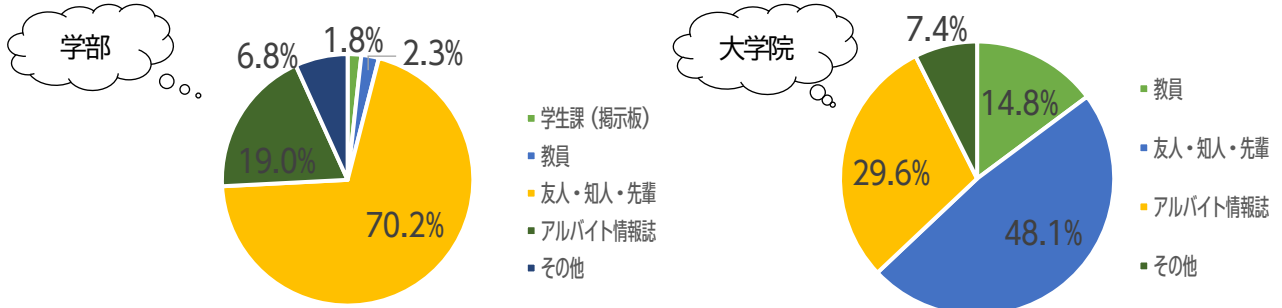 学部
1.8%
2.3%
6.8%
19.0%
70.2%
学生課（掲示板）
教員
友人・知人・先輩
アルバイト情報誌
その他
大学院
7.4%
14.8%
29.6%
48.1%
教員
友人・知人・先輩
アルバイト情報誌
その他